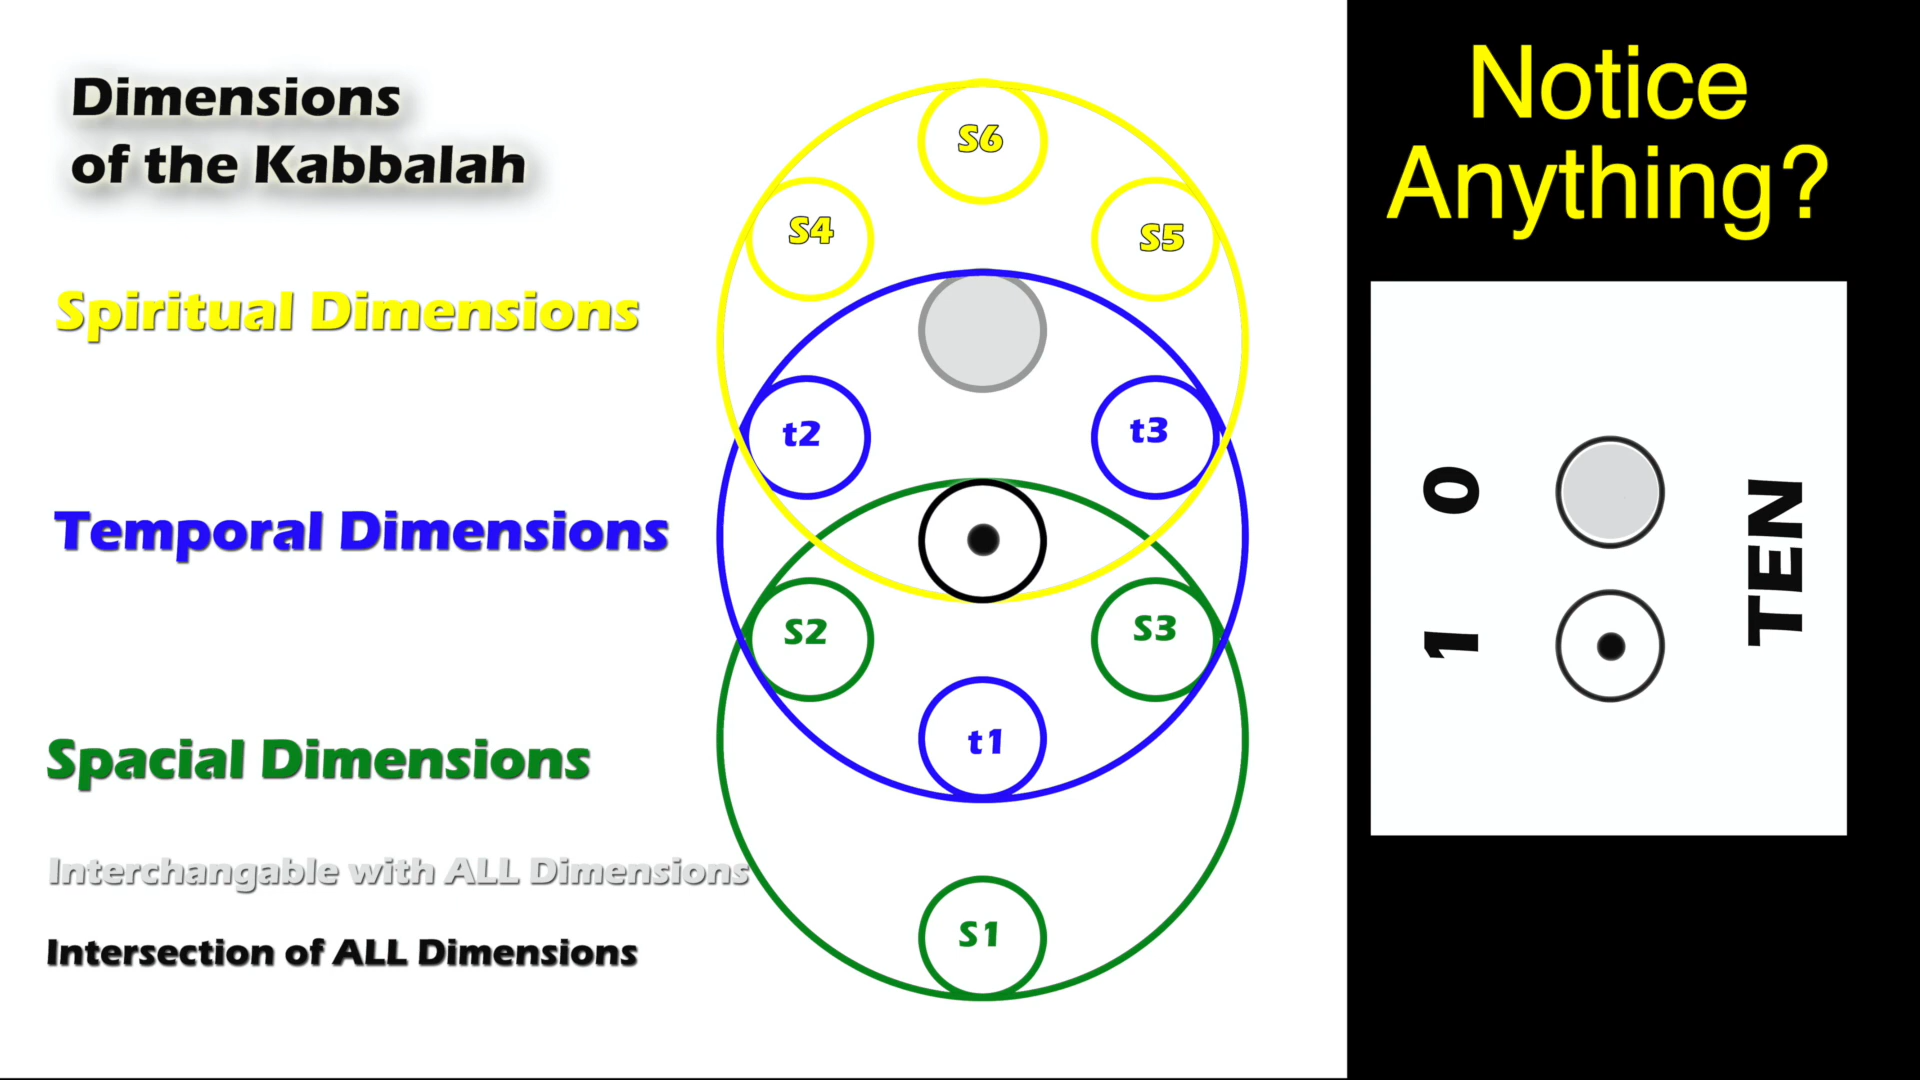 Dimensions
of the Kabbalah
Spiritual Dimensions
Temporal Dimensions
Spacial Dimensions
Interchangable with ALL Dimensions
Intersection of ALL Dimensions
S6
S4
S5
t2
t3
S2
S3
t1
S1
Notice
Anything?
1 0
TEN